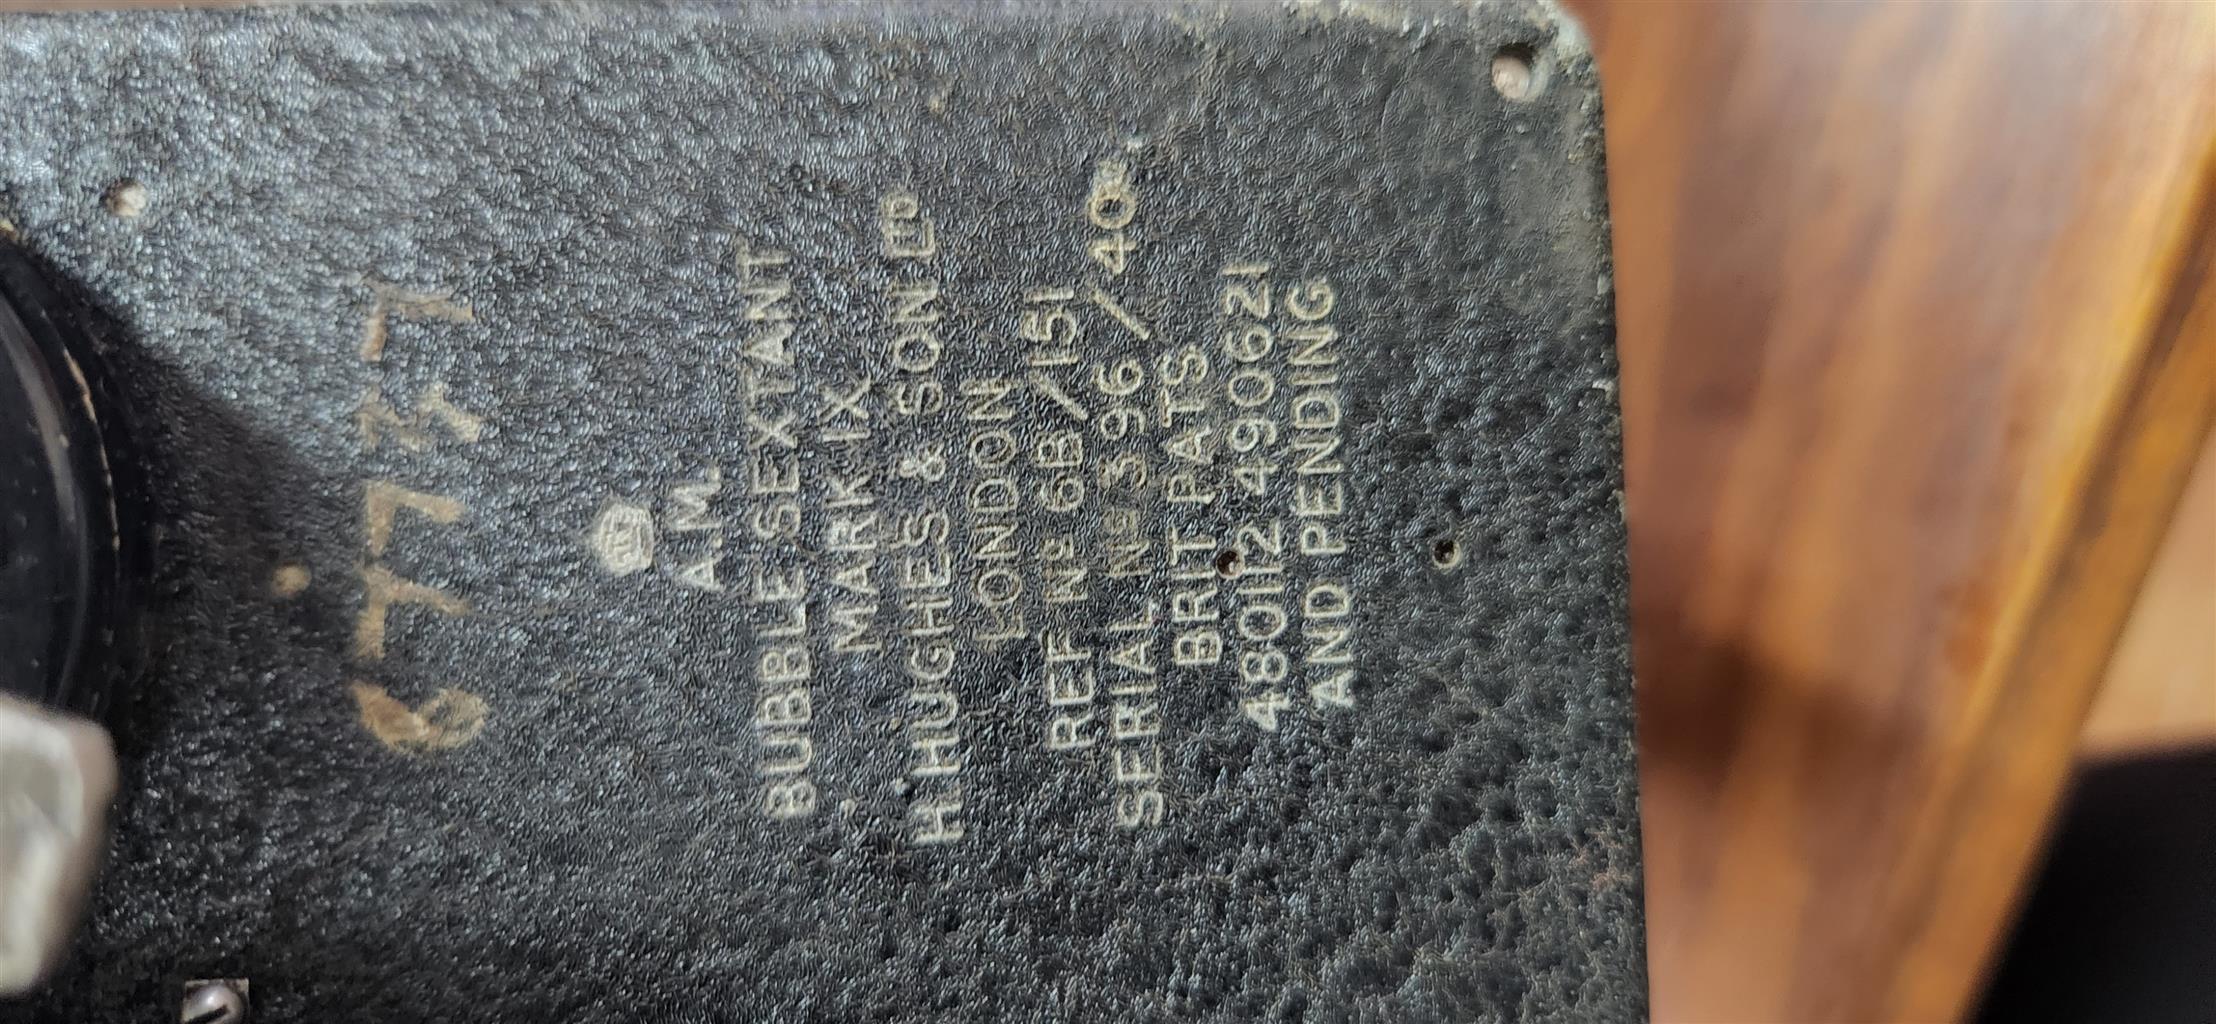 A.M.
BUBBLE SEXTANT
MARK IX
H. HUGHES & SON LTD
LONDON
REF Nº 6B/151
SERIAL Nº 396/40
BRIT PATS
480112 490621
AND PENDING